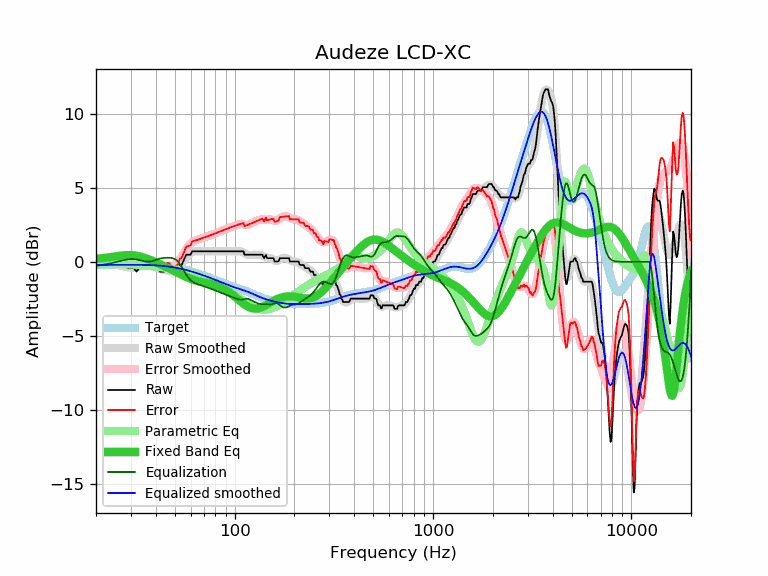 Audeze LCD-XC
Amplitude (dBr)
10
5
0
−5
−10
−15
Target
Raw Smoothed
Error Smoothed
Raw
Error
Parametric Eq
Fixed Band Eq
Equalization
Equalized smoothed
100
1000
10000
Frequency (Hz)